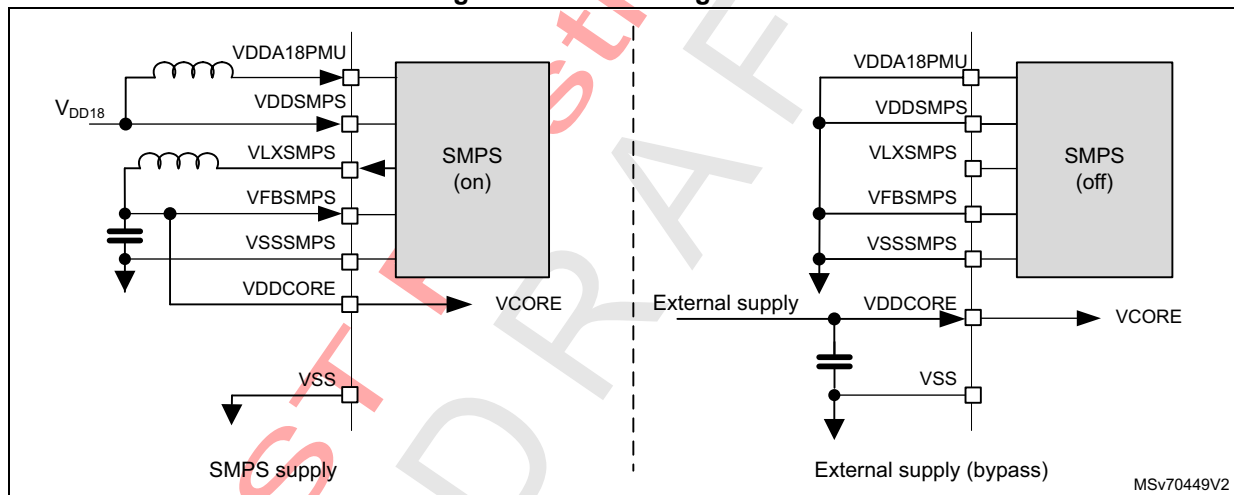 VDDA18PMU
VDD18
VDDSMPS
VLXSMPS
SMPS
(on)
VFBSMPS
VSSSMPS
VDDCORE
VCORE
VSS
SMPS supply
VDDA18PMU
VDDSMPS
VLXSMPS
SMPS
(off)
VFBSMPS
VSSSMPS
External supply
VDDCORE
VCORE
VSS
External supply (bypass)
MSv70449V2